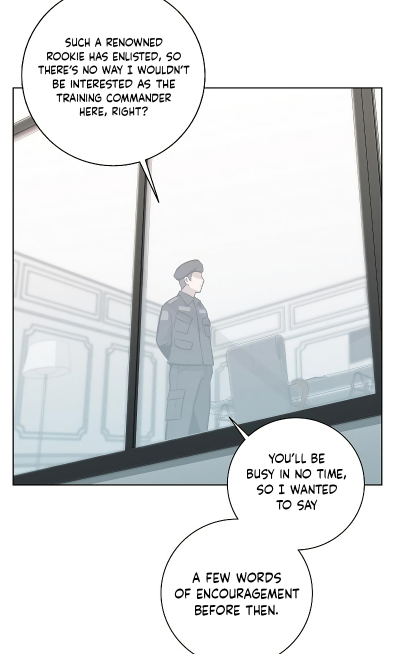 SUCH A RENOWNED
ROOKIE HAS ENLISTED, SO
THERE'S NO WAY I WOULDN'T
BE INTERESTED AS THE
TRAINING COMMANDER
HERE, RIGHT?
YOU'LL BE
BUSY IN NO TIME,
SO I WANTED
TO SAY
A FEW WORDS
OF ENCOURAGEMENT
BEFORE THEN.